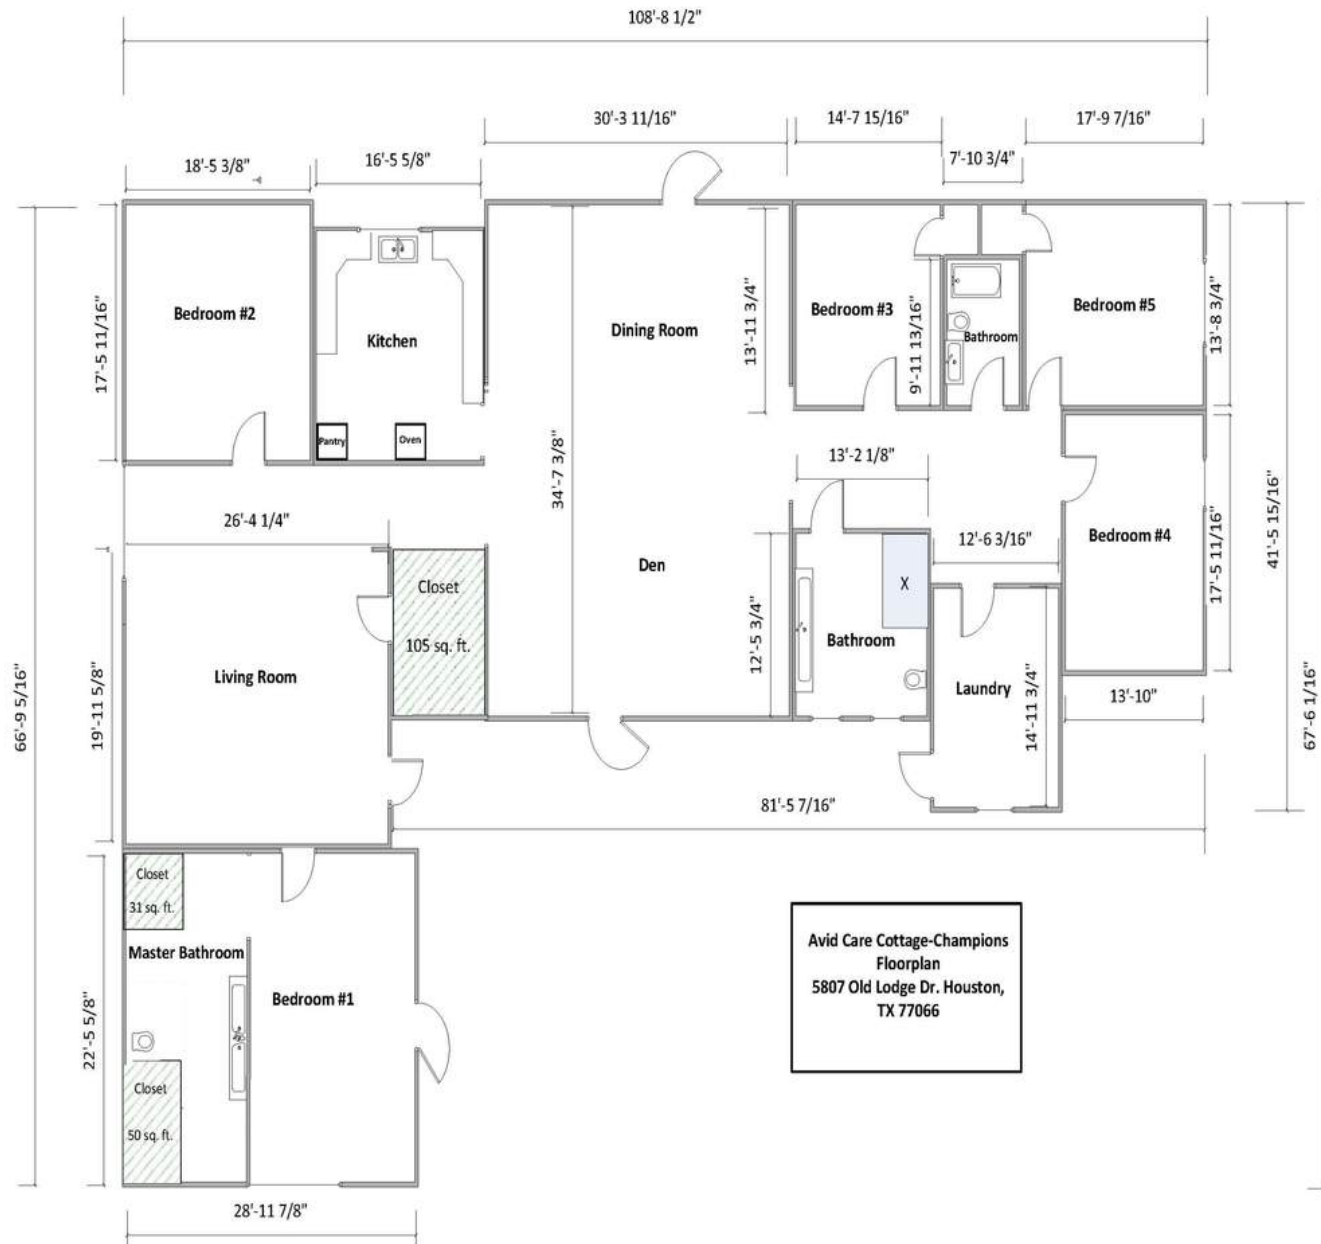 108'-8 1/2"
30'-3 11/16"
14'-7 15/16"
17'-9 7/16"
18'-5 3/8"
16'-5 5/8"
7'-10 3/4"
17'-5 11/16"
Bedroom #2
Kitchen
Pantry
Oven
Dining Room
34'-7 3/8"
13'-11 3/4"
Bedroom #3
9'-11 13/16"
Bathroom
Bedroom #5
13'-8 3/4"
26'-4 1/4"
13'-2 1/8"
12'-6 3/16"
Bedroom #4
17'-5 11/16"
41'-5 15/16"
Closet
105 sq. ft.
Den
12'-5 3/4"
X
Bathroom
Laundry
14'-11 3/4"
13'-10"
66'-9 5/16"
19'-11 5/8"
Living Room
67'-6 1/16"
81'-5 7/16"
Closet
31 sq. ft.
Master Bathroom
Bedroom #1
22'-5 5/8"
Closet
50 sq. ft.
28'-11 7/8"
Avid Care Cottage-Champions
Floorplan
5807 Old Lodge Dr. Houston,
TX 77066